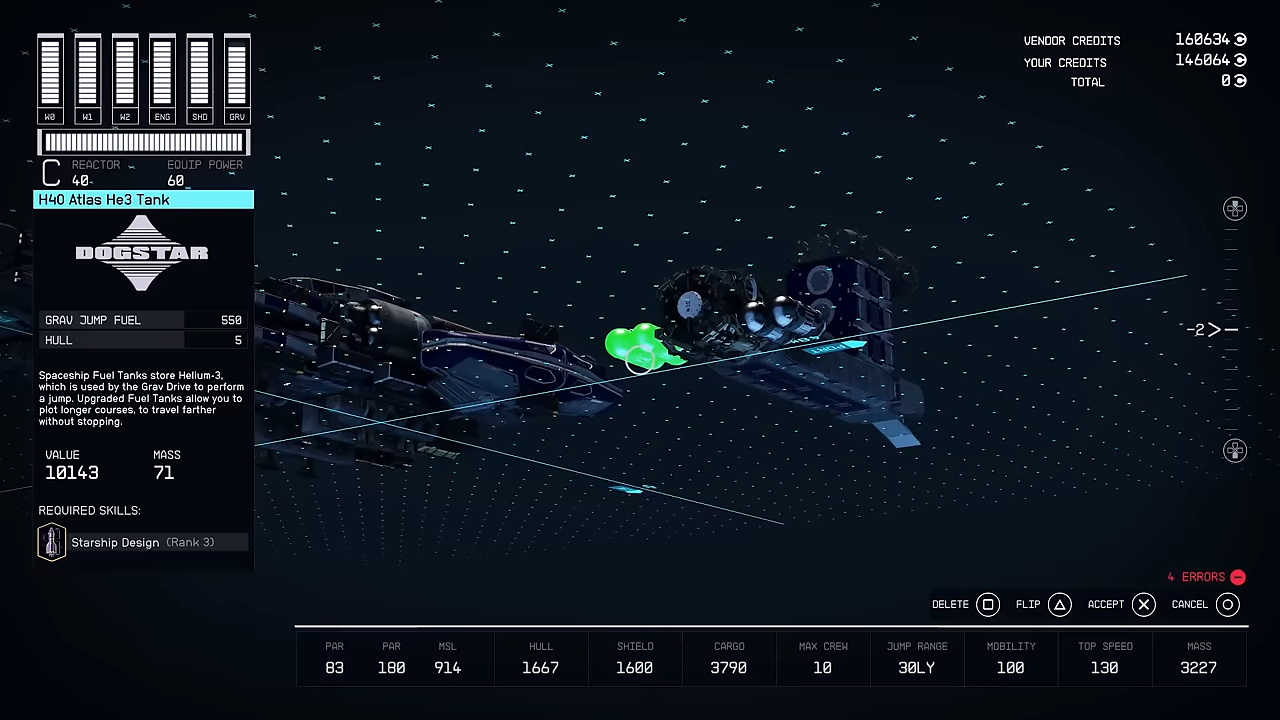 VENDOR CREDITS 160634
YOUR CREDITS 146064
TOTAL 0
W0 W1 W2 ENG SHD GRV
REACTOR EQUIP POWER
C 40 60
H40 Atlas He3 Tank
DOGSTAR
GRAV JUMP FUEL 550
HULL 5
Spaceship Fuel Tanks store Helium-3,
which is used by the Grav Drive to perform
a jump. Upgraded Fuel Tanks allow you to
plot longer courses, to travel farther
without stopping.
VALUE MASS
10143 71
REQUIRED SKILLS:
Starship Design (Rank 3)
-2
PORT
4 ERRORS
DELETE FLIP ACCEPT CANCEL
PAR PAR MSL HULL SHIELD CARGO MAX CREW JUMP RANGE MOBILITY TOP SPEED MASS
83 180 914 1667 1600 3790 10 30LY 100 130 3227